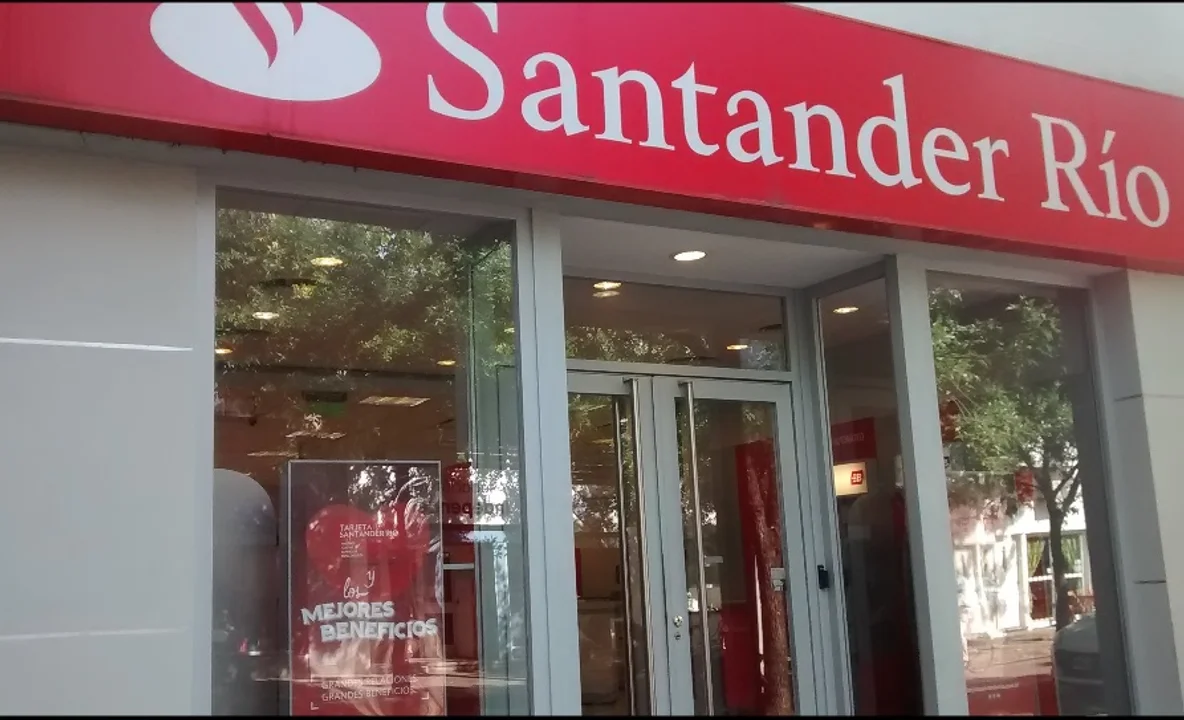 Santander Río
TARJETA
SANTANDER RÍO
y
los
MEJORES
BENEFICIOS
GRANDES RELACIONES
GRANDES BENEFICIOS.